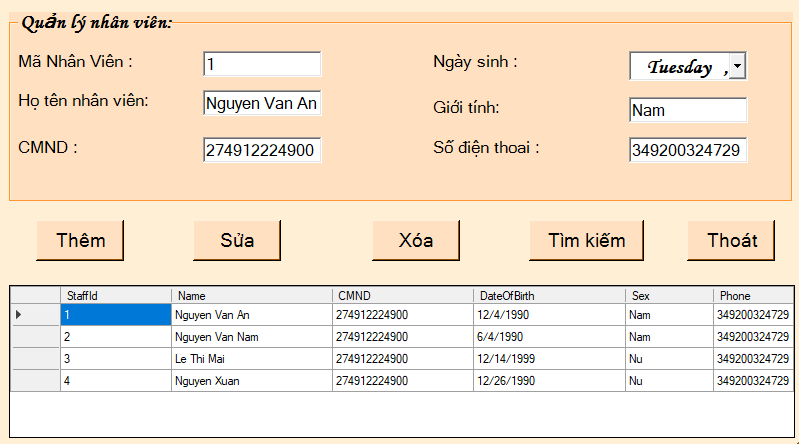 Quản lý nhân viên:
Mã Nhân Viên : 1 Ngày sinh : Tuesday ,
Họ tên nhân viên: Nguyen Van An Giới tính: Nam
CMND : 274912224900 Số điện thoai : 349200324729
Thêm Sửa Xóa Tìm kiếm Thoát
StaffId Name CMND DateOfBirth Sex Phone
1 Nguyen Van An 274912224900 12/4/1990 Nam 349200324729
2 Nguyen Van Nam 274912224900 6/4/1990 Nam 349200324729
3 Le Thi Mai 274912224900 12/14/1999 Nu 349200324729
4 Nguyen Xuan 274912224900 12/26/1990 Nu 349200324729